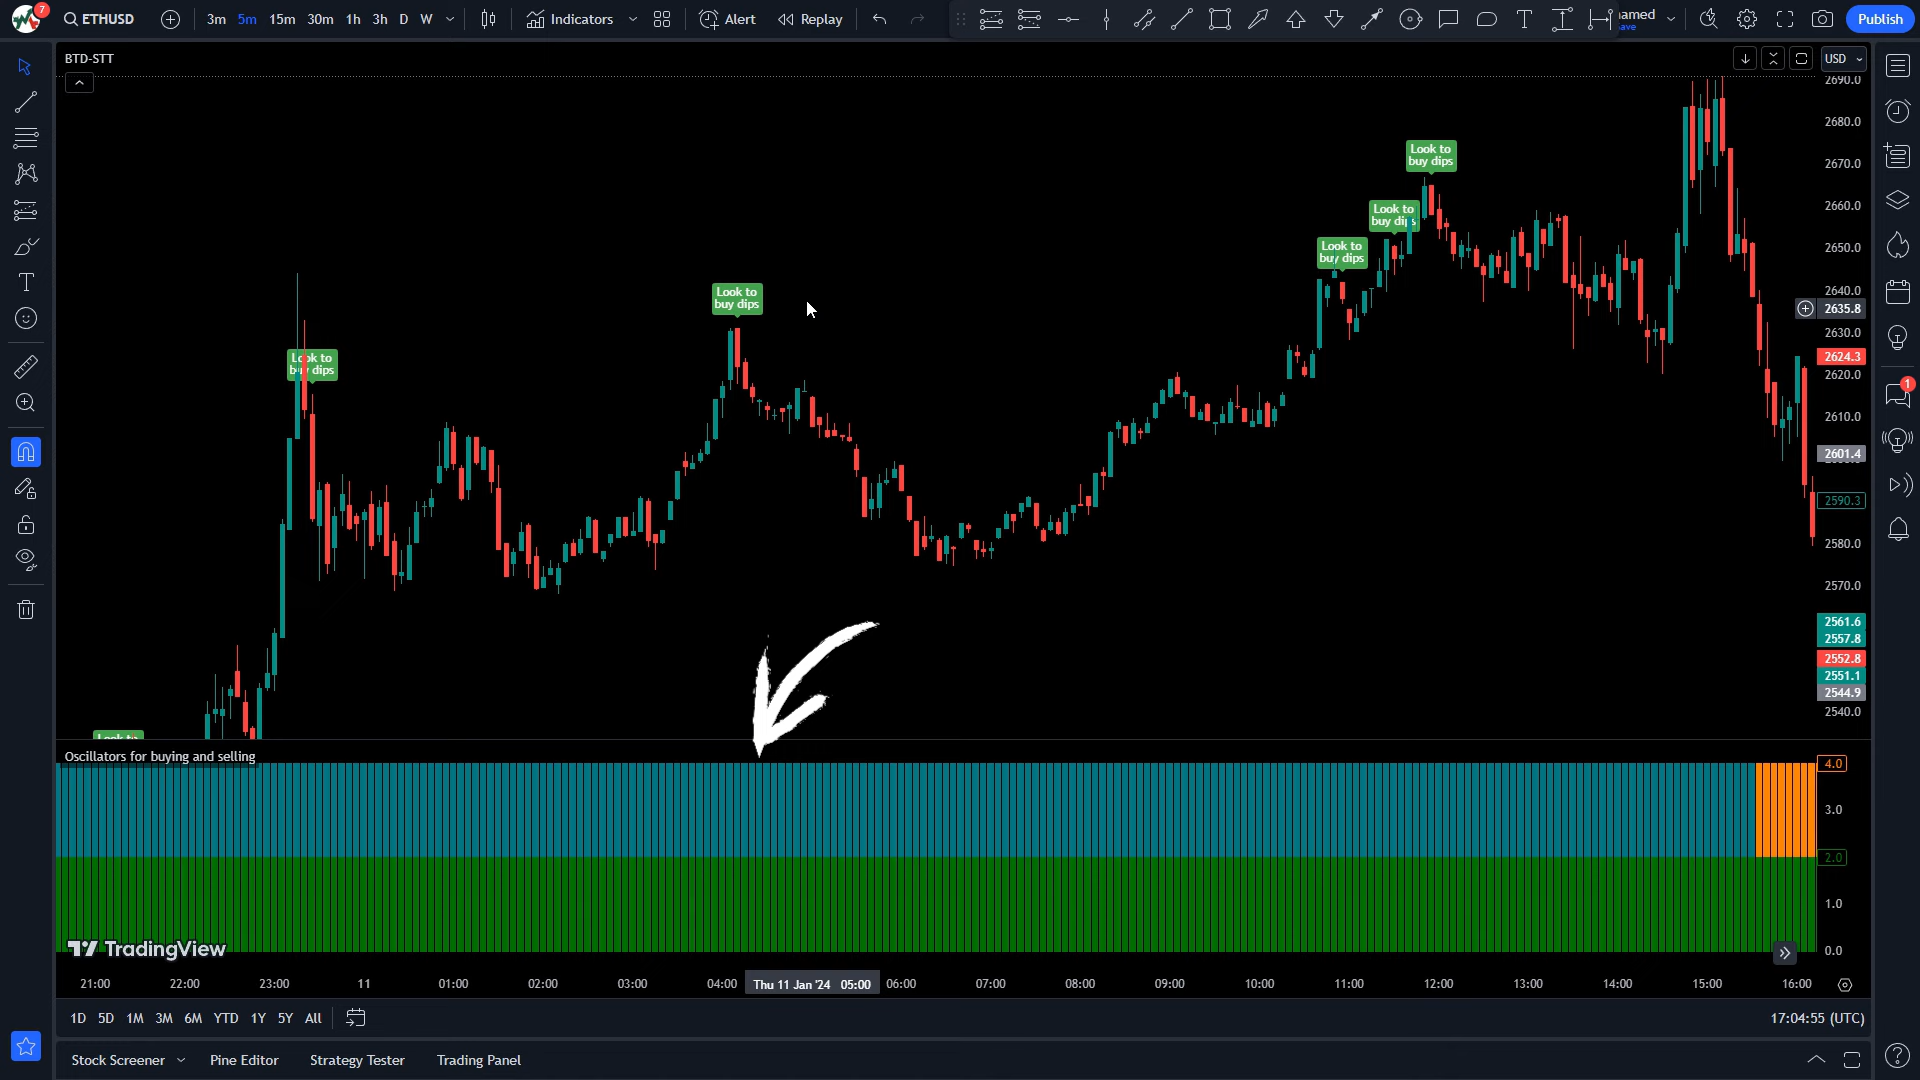 7
ETHUSD
3m 5m 15m 30m 1h 3h D W
Indicators
Alert
Replay
amed
ave
Publish
BTD-STT
USD
2690.0
2680.0
2670.0
2660.0
2650.0
2640.0
2635.8
2630.0
2624.3
2620.0
2610.0
2601.4
2590.3
2580.0
2570.0
2561.6
2557.8
2552.8
2551.1
2544.9
2540.0
1
Look to
buy dips
Look to
buy dips
Look to
buy dips
Look to
buy dips
Look to
buy dips
Look to
Oscillators for buying and selling
4.0
3.0
2.0
1.0
0.0
TradingView
21:00 22:00 23:00 11 01:00 02:00 03:00 04:00 Thu 11 Jan '24 05:00 06:00 07:00 08:00 09:00 10:00 11:00 12:00 13:00 14:00 15:00 16:00
1D 5D 1M 3M 6M YTD 1Y 5Y All
17:04:55 (UTC)
Stock Screener Pine Editor Strategy Tester Trading Panel